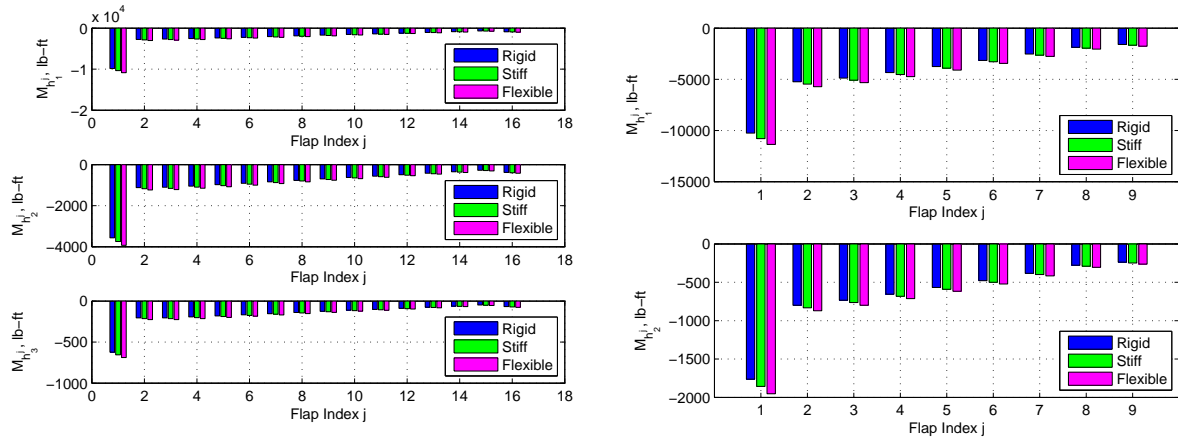 x 10⁴
0
−1
−2
M_{h_1^j}, lb−ft
0 2 4 6 8 10 12 14 16 18
Flap Index j
Rigid
Stiff
Flexible
0
−2000
−4000
M_{h_2^j}, lb−ft
0 2 4 6 8 10 12 14 16 18
Flap Index j
Rigid
Stiff
Flexible
0
−500
−1000
M_{h_3^j}, lb−ft
0 2 4 6 8 10 12 14 16 18
Flap Index j
Rigid
Stiff
Flexible
0
−5000
−10000
−15000
M_{h_1^j}, lb−ft
1 2 3 4 5 6 7 8 9
Flap Index j
Rigid
Stiff
Flexible
0
−500
−1000
−1500
−2000
M_{h_2^j}, lb−ft
1 2 3 4 5 6 7 8 9
Flap Index j
Rigid
Stiff
Flexible